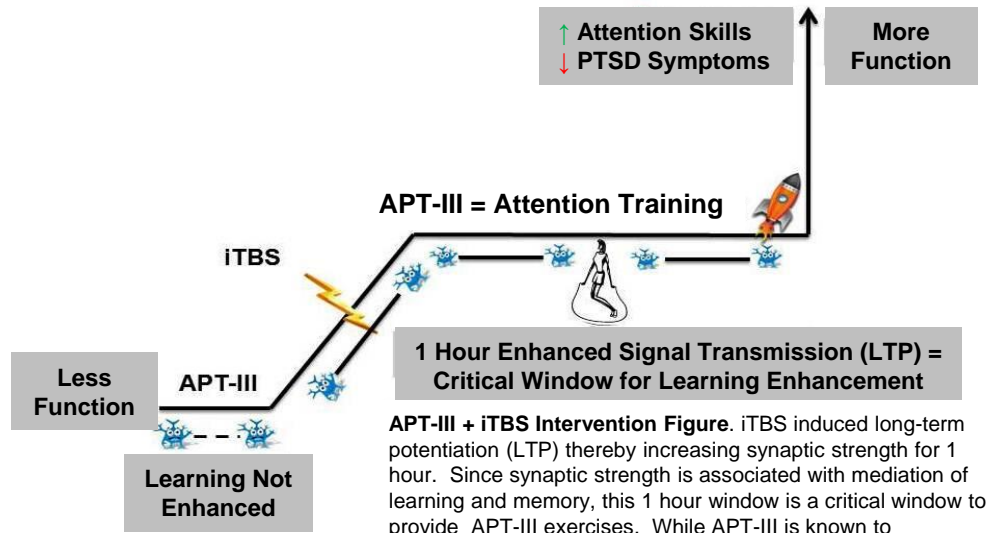 ↑ Attention Skills
↓ PTSD Symptoms
More
Function
APT-III = Attention Training
iTBS
1 Hour Enhanced Signal Transmission (LTP) =
Critical Window for Learning Enhancement
Less
Function
APT-III
Learning Not
Enhanced
APT-III + iTBS Intervention Figure. iTBS induced long-term
potentiation (LTP) thereby increasing synaptic strength for 1
hour. Since synaptic strength is associated with mediation of
learning and memory, this 1 hour window is a critical window to
provide APT-III exercises. While APT-III is known to